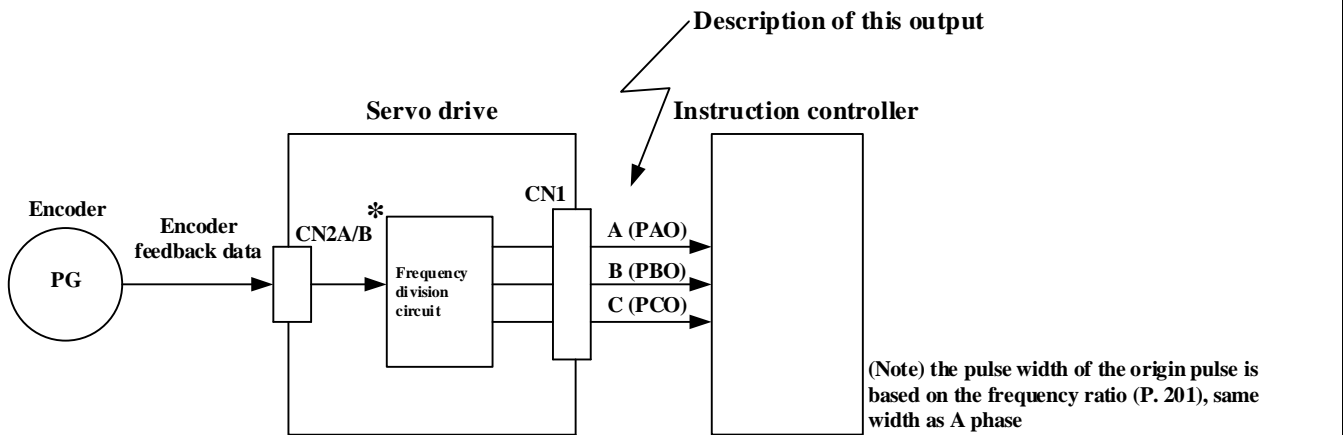 Description of this output
Servo drive
Instruction controller
CN1
Encoder
Encoder
feedback data
CN2A/B
*
PG
Frequency
division
circuit
A (PAO)
B (PBO)
C (PCO)
(Note) the pulse width of the origin pulse is
based on the frequency ratio (P. 201), same
width as A phase